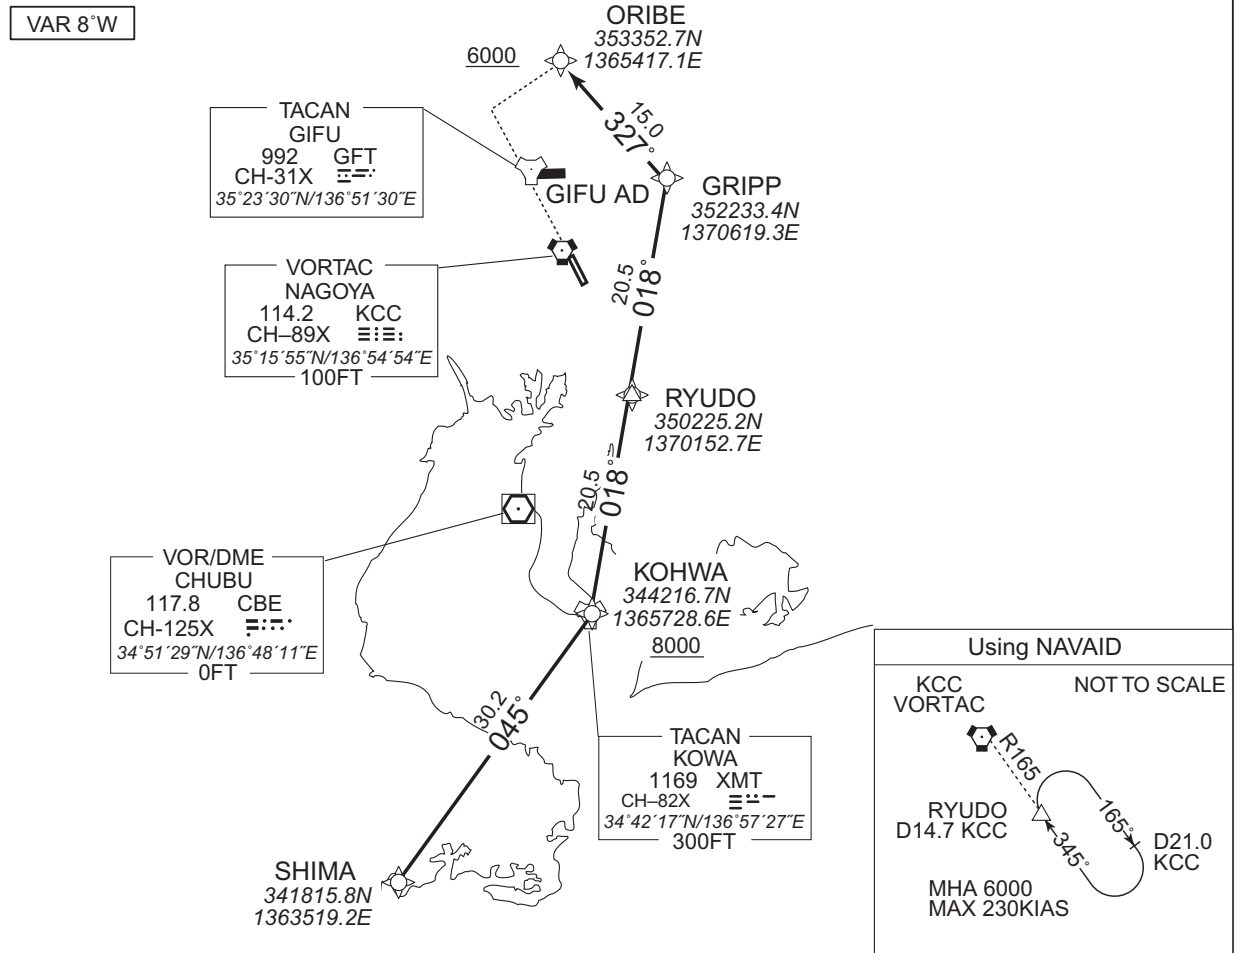 VAR 8˚W
ORIBE
353352.7N
1365417.1E
6000
15.0
327˚
TACAN
GIFU
992 GFT
CH-31X
35˚23´30˝N/136˚51´30˝E
GIFU AD
GRIPP
352233.4N
1370619.3E
VORTAC
NAGOYA
114.2 KCC
CH–89X
35˚15´55˝N/136˚54´54˝E
100FT
20.5
018˚
RYUDO
350225.2N
1370152.7E
20.5
018˚
VOR/DME
CHUBU
117.8 CBE
CH-125X
34˚51´29˝N/136˚48´11˝E
0FT
KOHWA
344216.7N
1365728.6E
8000
30.2
045˚
TACAN
KOWA
1169 XMT
CH–82X
34˚42´17˝N/136˚57´27˝E
300FT
SHIMA
341815.8N
1363519.2E
Using NAVAID
KCC
VORTAC
NOT TO SCALE
R165
RYUDO
D14.7 KCC
165˚
345˚
D21.0
KCC
MHA 6000
MAX 230KIAS